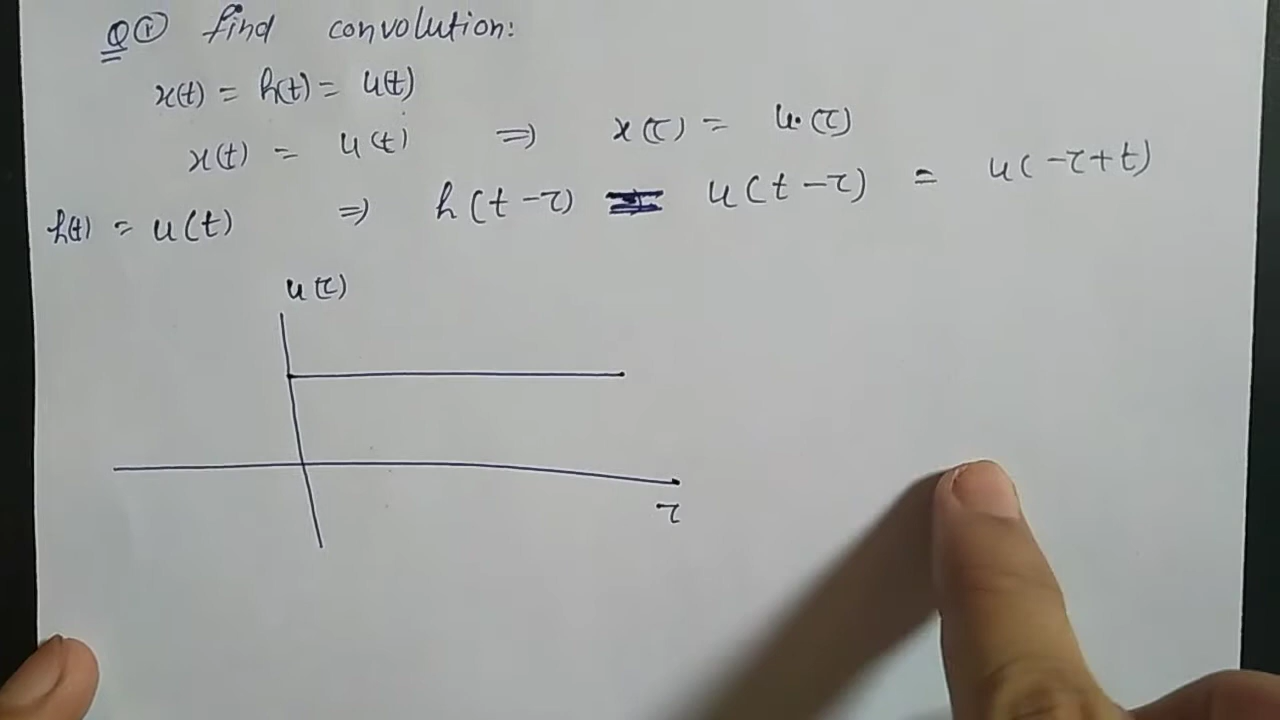 Q① find convolution:
x(t) = h(t) = u(t)
x(t) = u(t) ⇒ x(τ) = u(τ)
h(t) = u(t) ⇒ h(t-τ) = u(t-τ) = u(-τ+t)
u(τ)
τ